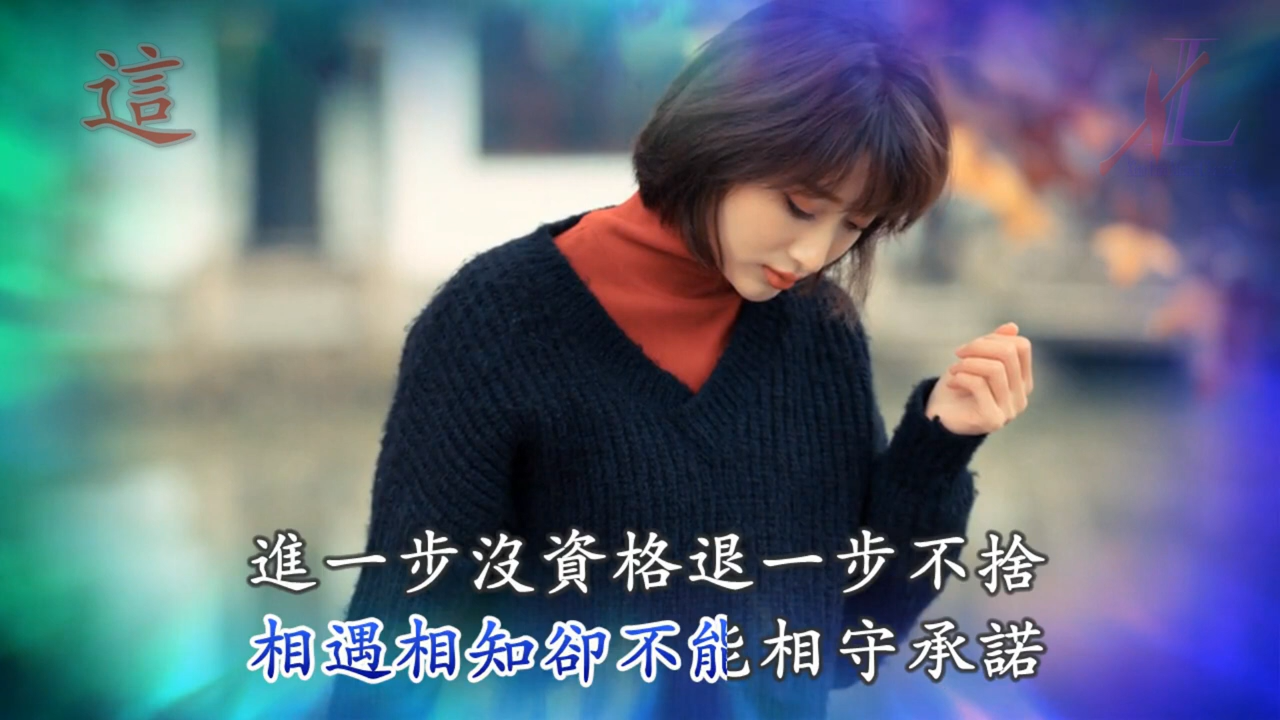 這
進一步沒資格退一步不捨
相遇相知卻不能相守承諾